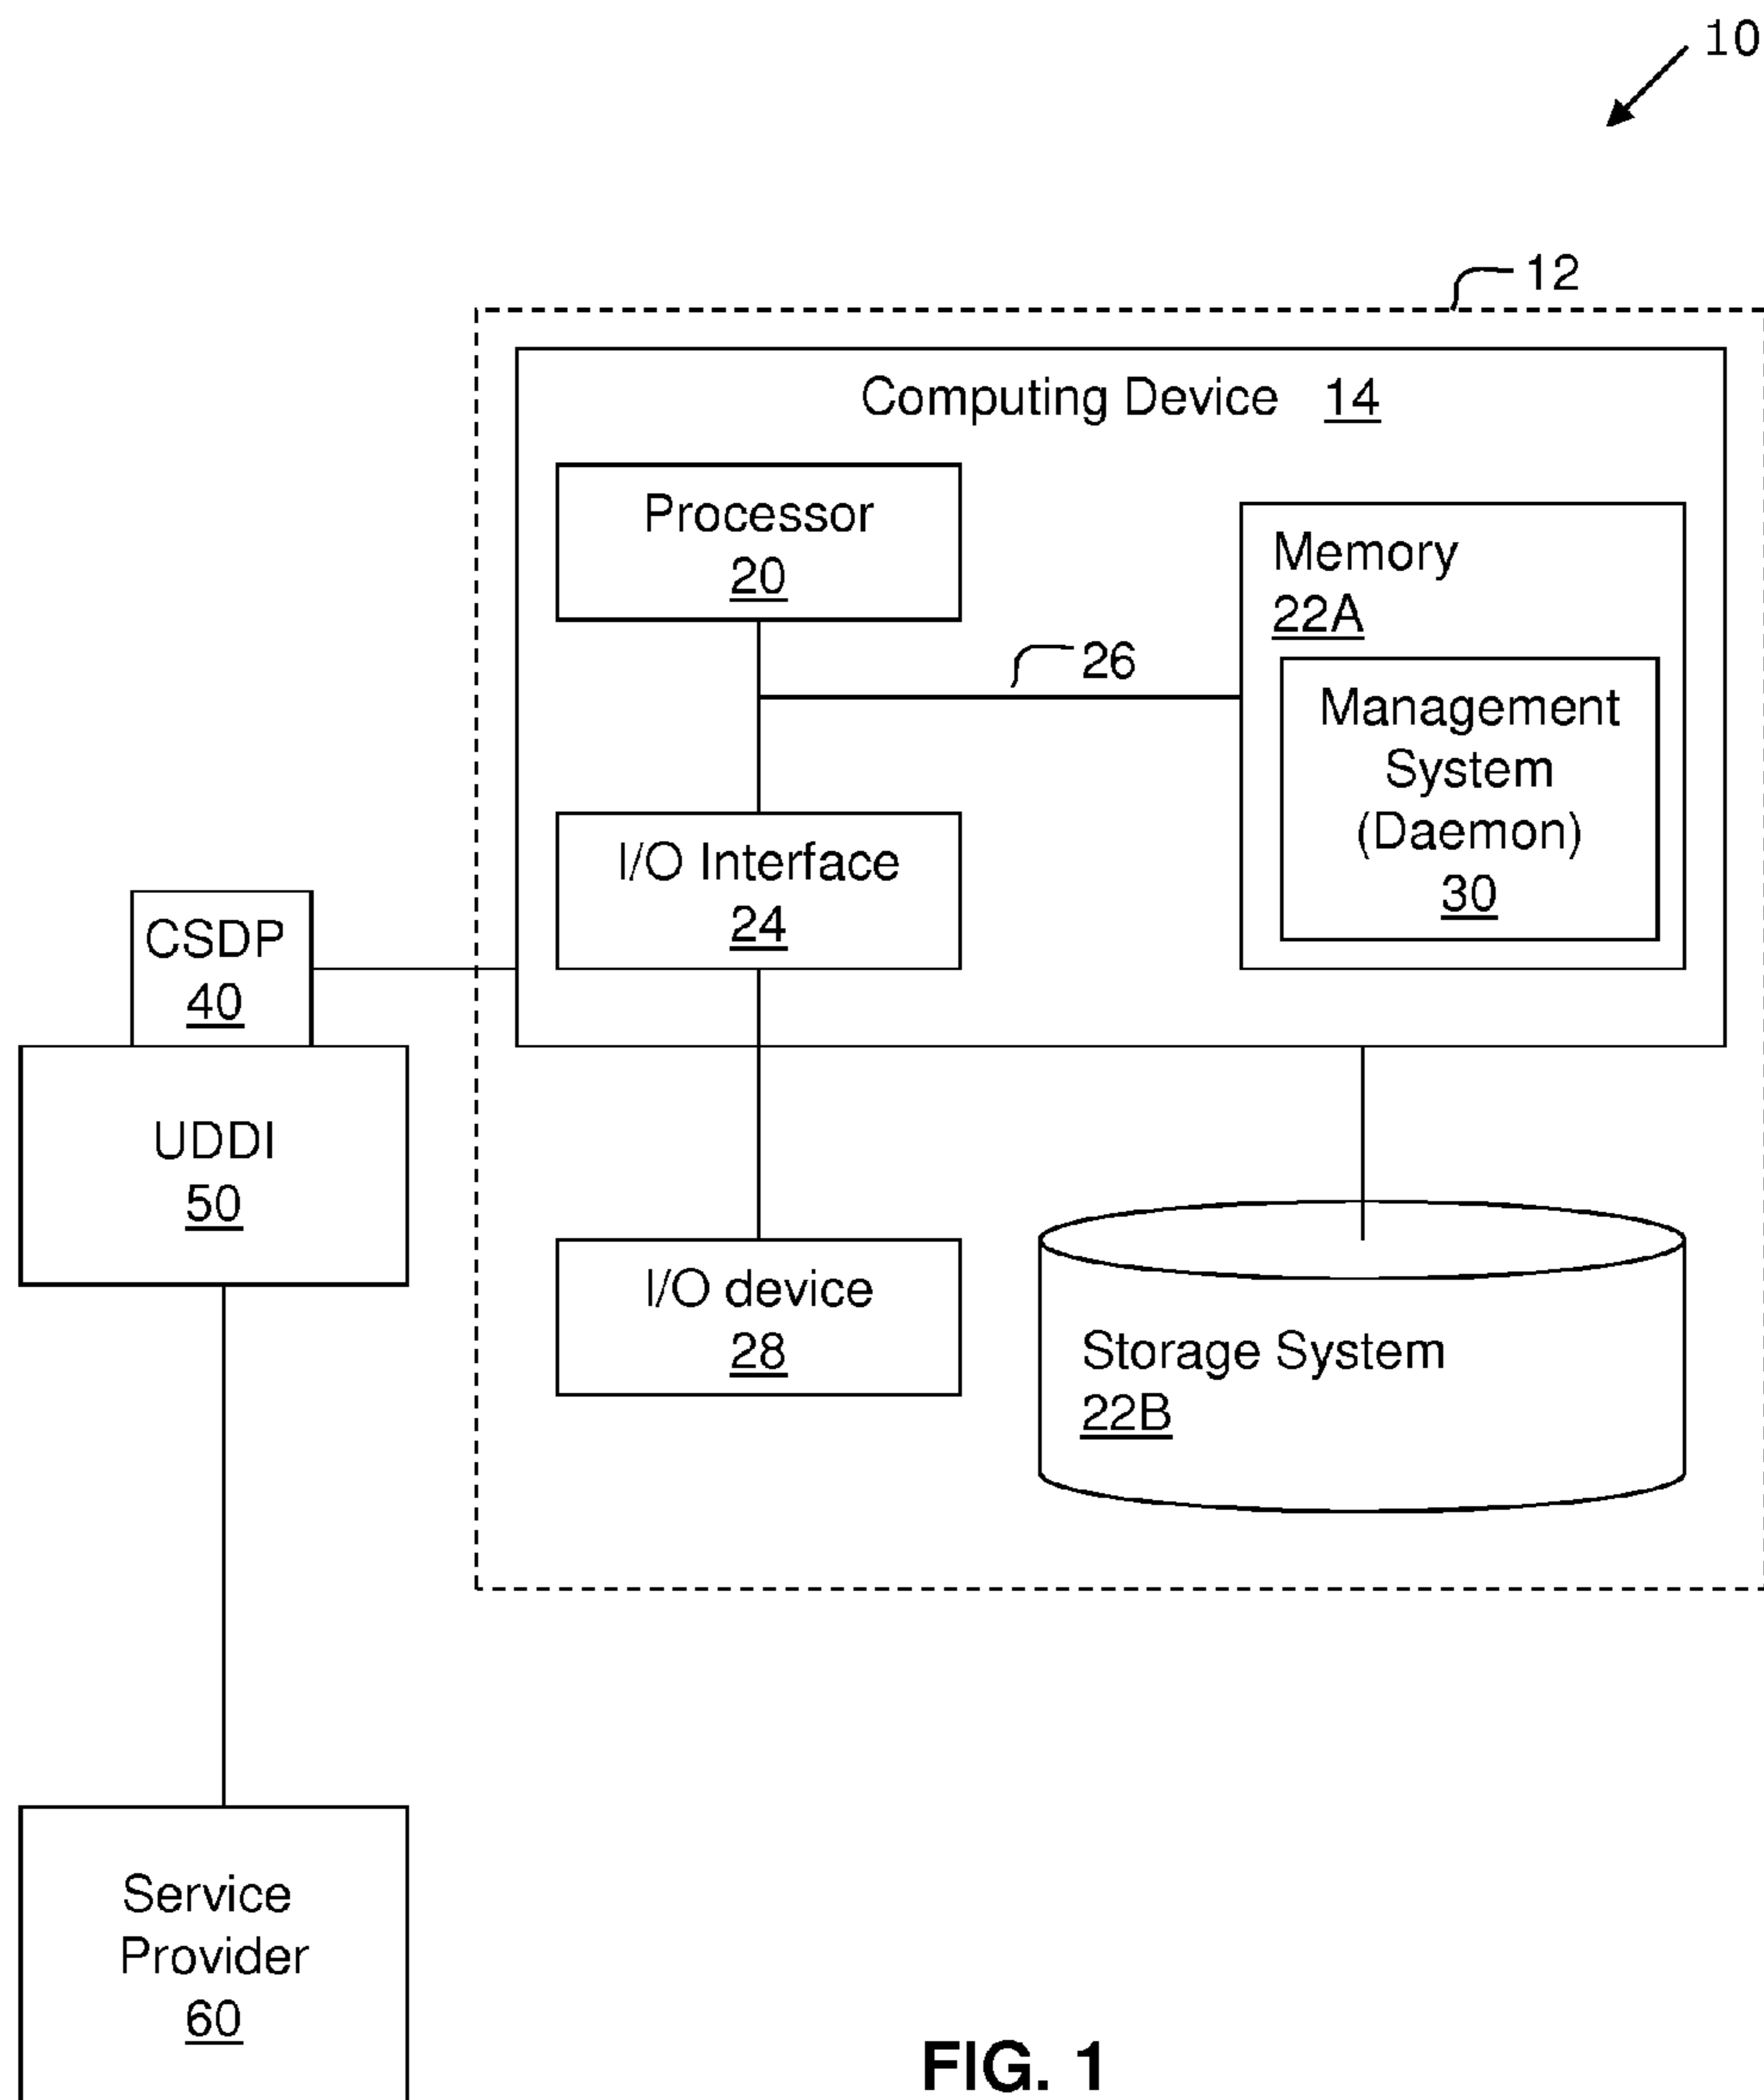 10
12
Computing Device 14
Processor
20
Memory
22A
26
Management
System
(Daemon)
30
I/O Interface
24
CSDP
40
UDDI
50
I/O device
28
Storage System
22B
Service
Provider
60
FIG. 1